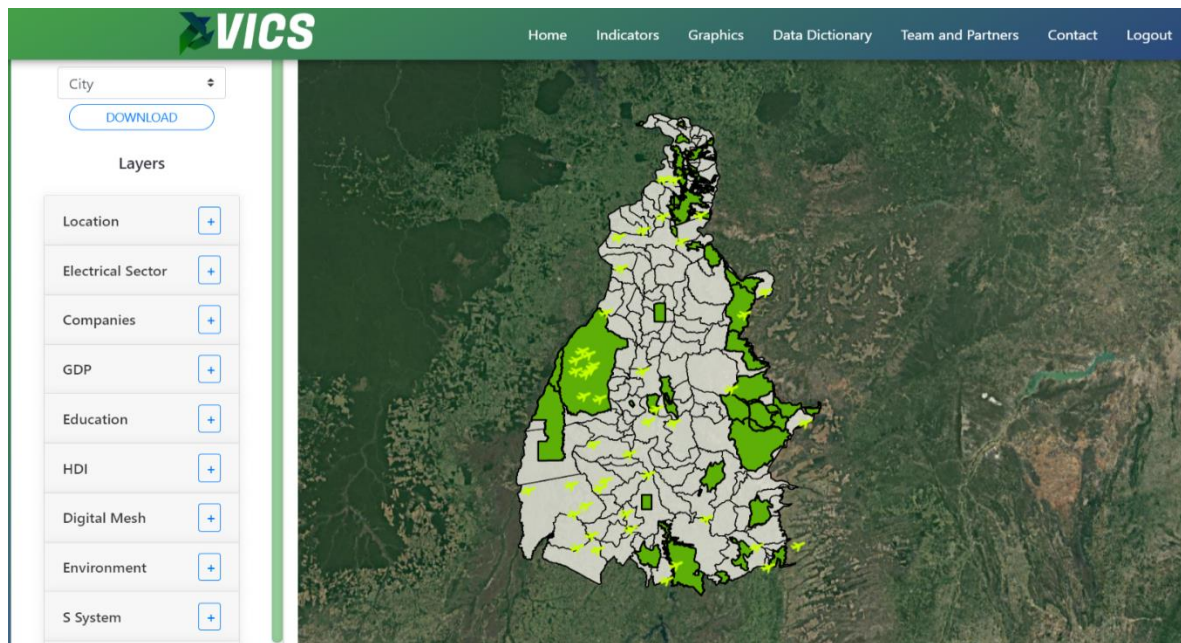 VICS
Home Indicators Graphics Data Dictionary Team and Partners Contact Logout
City
DOWNLOAD
Layers
Location +
Electrical Sector +
Companies +
GDP +
Education +
HDI +
Digital Mesh +
Environment +
S System +